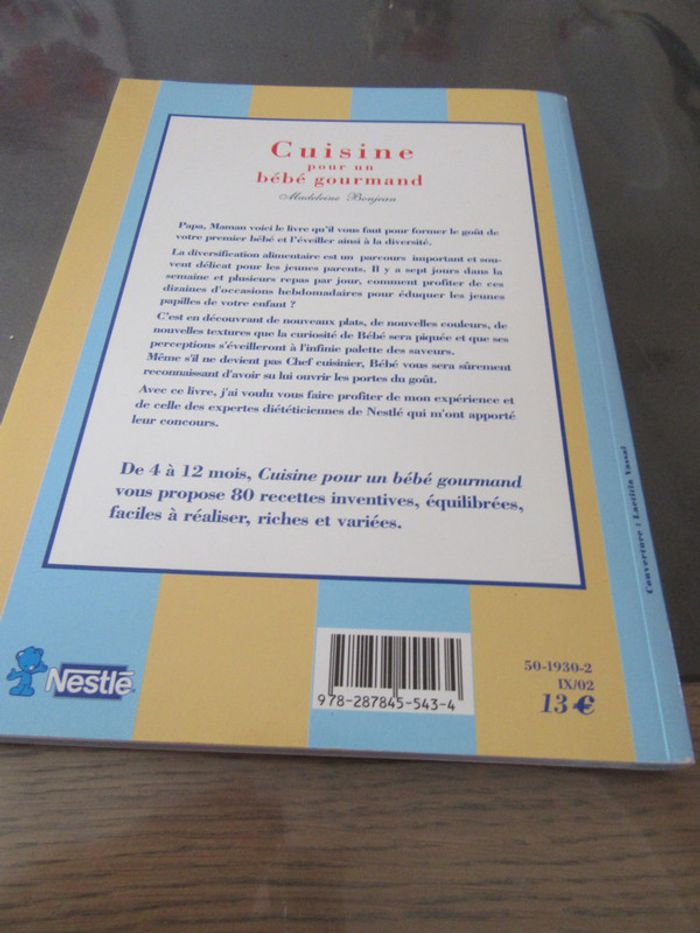 Cuisine
pour un
bébé gourmand
Madeleine Bonjean
Papa, Maman voici le livre qu'il vous faut pour former le goût de
votre premier bébé et l'éveiller ainsi à la diversité.
La diversification alimentaire est un parcours important et sou-
vent délicat pour les jeunes parents. Il y a sept jours dans la
semaine et plusieurs repas par jour, comment profiter de ces
dizaines d'occasions hebdomadaires pour éduquer les jeunes
papilles de votre enfant ?
C'est en découvrant de nouveaux plats, de nouvelles couleurs, de
nouvelles textures que la curiosité de Bébé sera piquée et que ses
perceptions s'éveilleront à l'infinie palette des saveurs.
Même s'il ne devient pas Chef cuisinier, Bébé vous sera sûrement
reconnaissant d'avoir su lui ouvrir les portes du goût.
Avec ce livre, j'ai voulu vous faire profiter de mon expérience et
de celle des expertes diététiciennes de Nestlé qui m'ont apporté
leur concours.
De 4 à 12 mois, Cuisine pour un bébé gourmand
vous propose 80 recettes inventives, équilibrées,
faciles à réaliser, riches et variées.
Couverture : Laetitia Vassal
Nestlé
9 78-287845-543-4
50-1930-2
IX/02
13 €